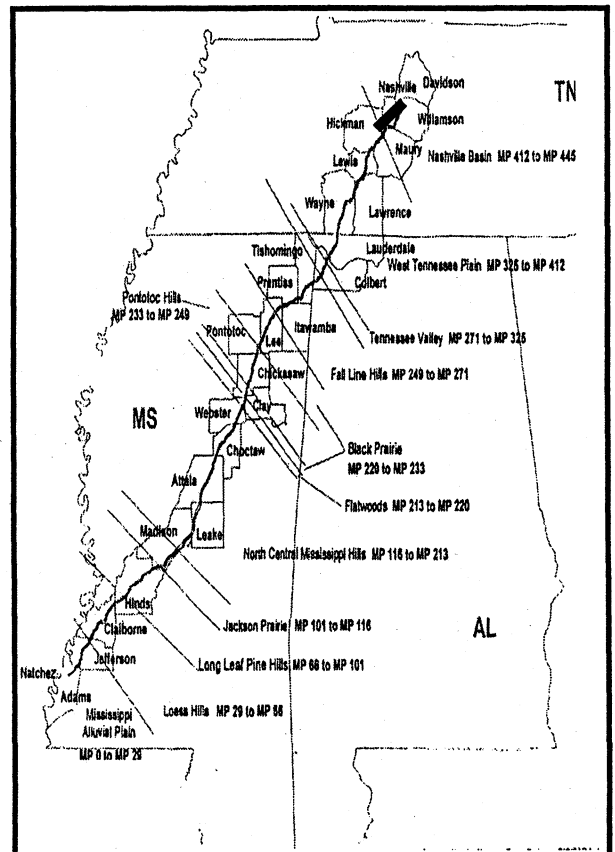 Nashville
Davidson
TN
Hickman
Williamson
Maury
Nashville Basin MP 412 to MP 445
Lewis
Wayne
Lawrence
Tishomingo
Lauderdale
West Tennessee Plain MP 325 to MP 412
Prentiss
Colbert
Pontotoc Hills
MP 233 to MP 249
Itawamba
Pontotoc
Lee
Tennessee Valley MP 271 to MP 325
Chickasaw
Fall Line Hills MP 249 to MP 271
MS
Webster
Clay
Choctaw
Black Prairie
MP 220 to MP 233
Attala
Flatwoods MP 213 to MP 220
Madison
Leake
North Central Mississippi Hills MP 116 to MP 213
Hinds
Jackson Prairie MP 101 to MP 116
AL
Claiborne
Jefferson
Long Leaf Pine Hills MP 66 to MP 101
Natchez
Adams
Loess Hills MP 29 to MP 66
Mississippi
Alluvial Plain
MP 0 to MP 29